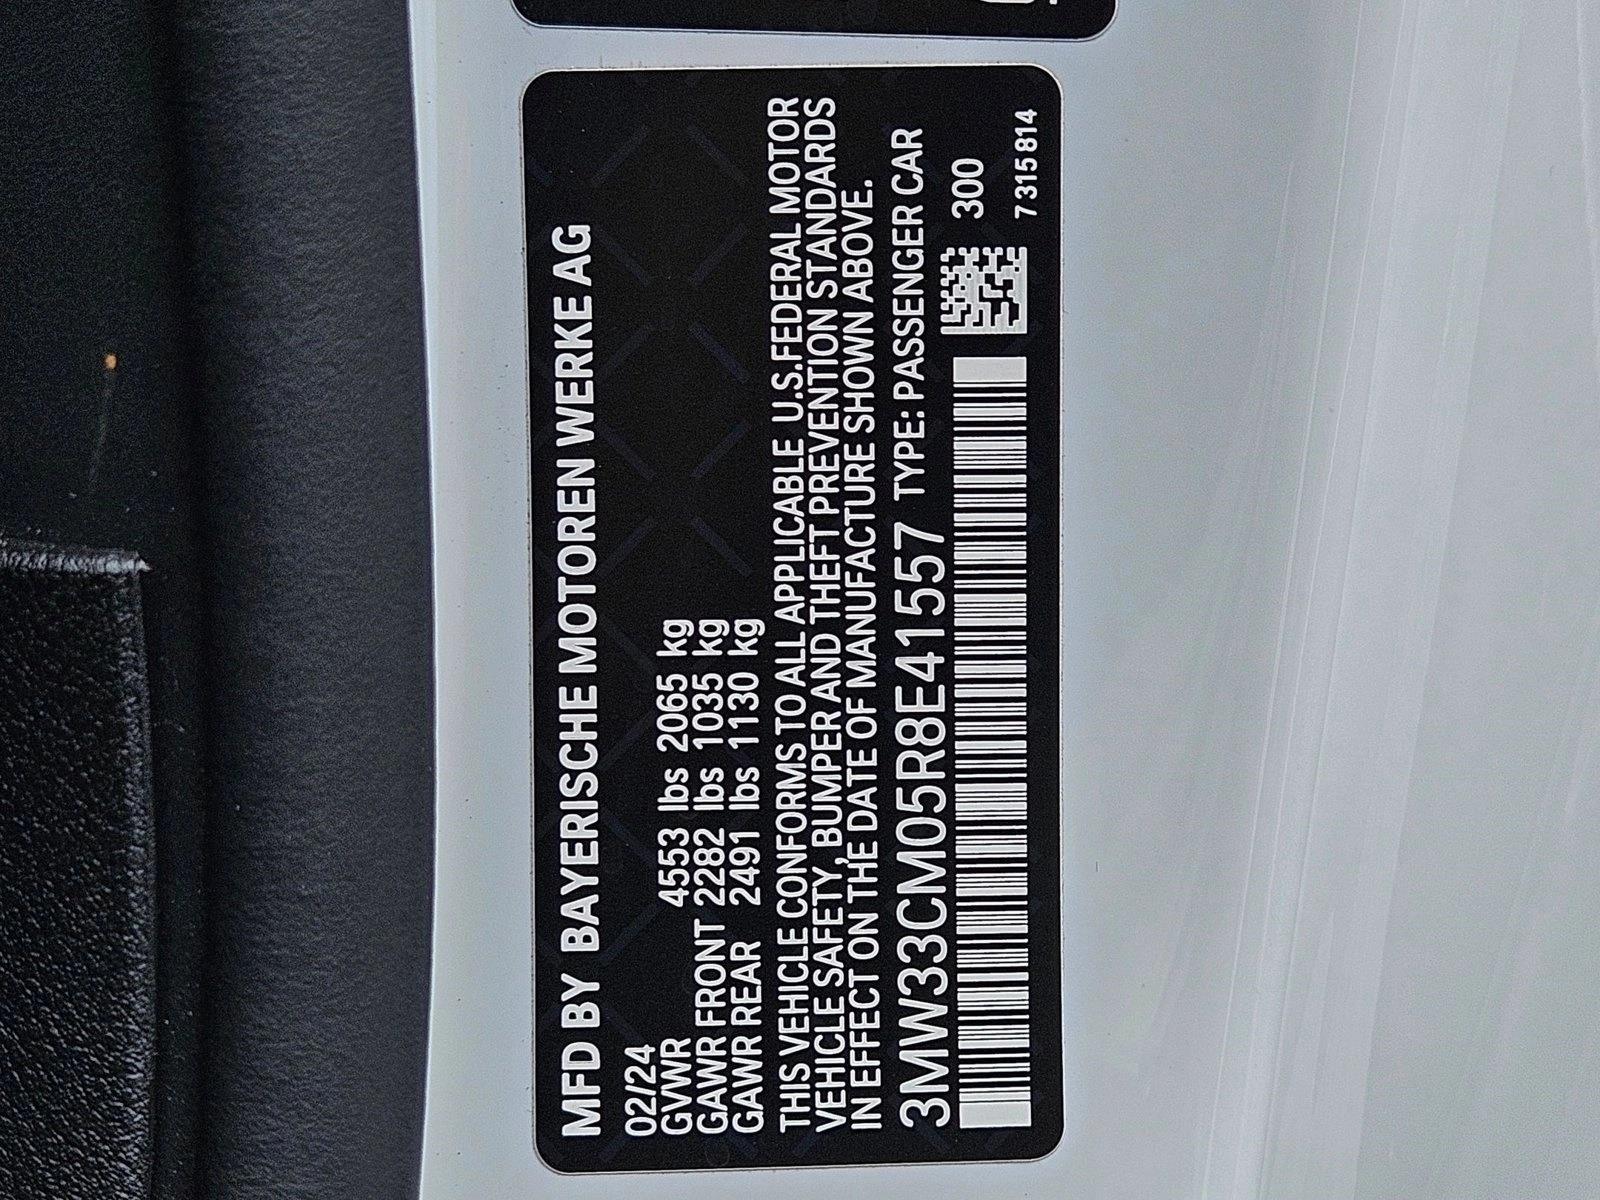 MFD BY BAYERISCHE MOTOREN WERKE AG
02/24
GVWR 4553 lbs 2065 kg
GAWR FRONT 2282 lbs 1035 kg
GAWR REAR 2491 lbs 1130 kg
THIS VEHICLE CONFORMS TO ALL APPLICABLE U.S.FEDERAL MOTOR
VEHICLE SAFETY, BUMPER AND THEFT PREVENTION STANDARDS
IN EFFECT ON THE DATE OF MANUFACTURE SHOWN ABOVE.
3MW33CM05R8E41557 TYPE: PASSENGER CAR
300
7315814